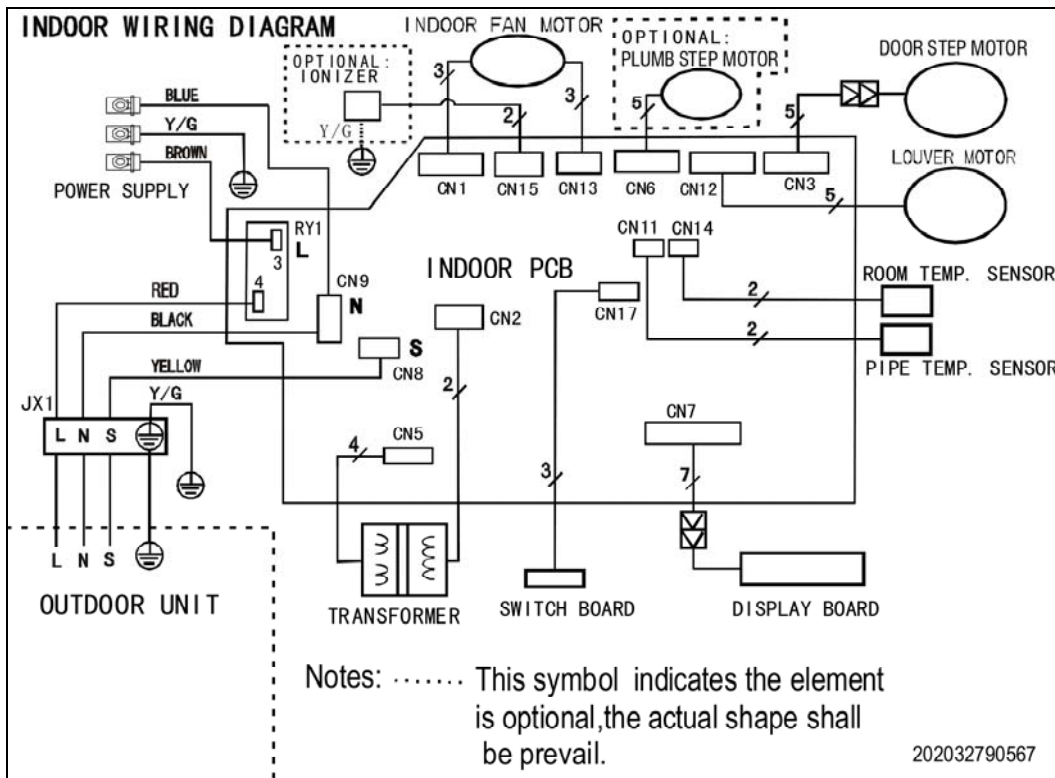 INDOOR WIRING DIAGRAM
INDOOR FAN MOTOR
OPTIONAL:
IONIZER
Y/G
OPTIONAL:
PLUMB STEP MOTOR
DOOR STEP MOTOR
LOUVER MOTOR
BLUE
Y/G
BROWN
POWER SUPPLY
3
3
2
5
5
5
CN1
CN15
CN13
CN6
CN12
CN3
RY1
L
3
4
CN9
N
CN11
CN14
INDOOR PCB
ROOM TEMP. SENSOR
2
PIPE TEMP. SENSOR
2
RED
BLACK
YELLOW
Y/G
CN2
2
CN17
3
S
CN8
JX1
L N S
CN5
4
CN7
7
L N S
OUTDOOR UNIT
TRANSFORMER
SWITCH BOARD
DISPLAY BOARD
Notes: ······· This symbol indicates the element
is optional,the actual shape shall
be prevail.
202032790567